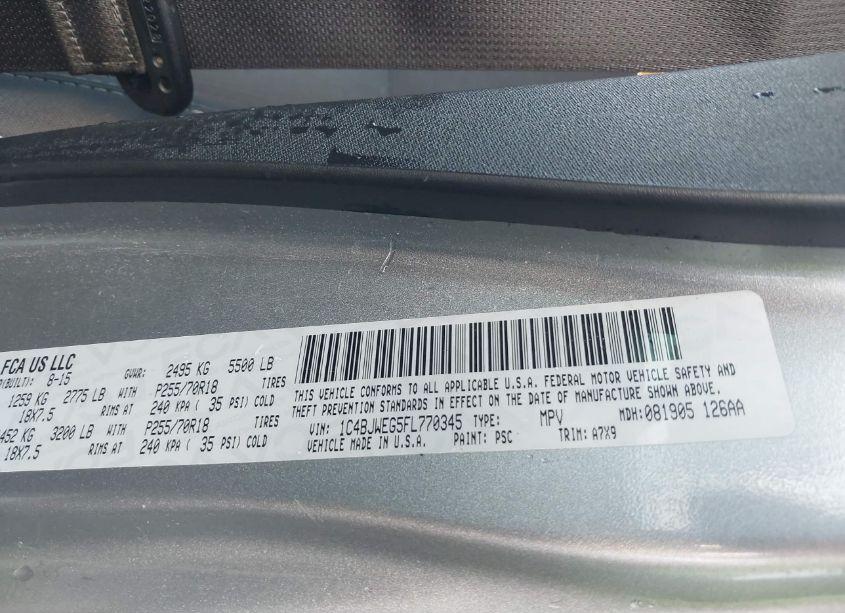 FCA US LLC
(BUILT): 8-15 GVWR: 2495 KG 5500 LB
1259 KG 2775 LB WITH P255/70R18 TIRES
18X7.5 RIMS AT 240 KPA ( 35 PSI) COLD
452 KG 3200 LB WITH P255/70R18 TIRES
18X7.5 RIMS AT 240 KPA ( 35 PSI) COLD
THIS VEHICLE CONFORMS TO ALL APPLICABLE U.S.A. FEDERAL MOTOR VEHICLE SAFETY AND
THEFT PREVENTION STANDARDS IN EFFECT ON THE DATE OF MANUFACTURE SHOWN ABOVE.
VIN: 1C4BJWEG5FL770345 TYPE: MPV MDH: 081905 126AA
VEHICLE MADE IN U.S.A. PAINT: PSC TRIM: A7X9